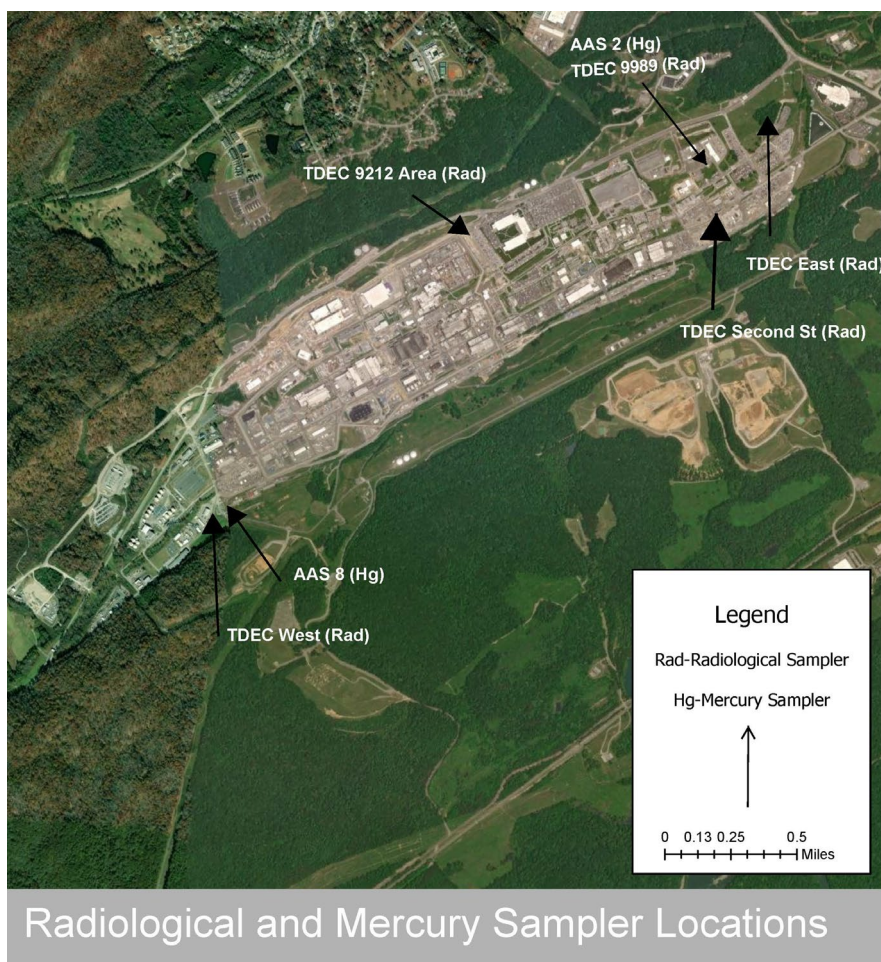 AAS 2 (Hg)
TDEC 9989 (Rad)
TDEC 9212 Area (Rad)
TDEC East (Rad)
TDEC Second St (Rad)
AAS 8 (Hg)
TDEC West (Rad)
Legend
Rad-Radiological Sampler
Hg-Mercury Sampler
0 0.13 0.25 0.5
Miles
Radiological and Mercury Sampler Locations